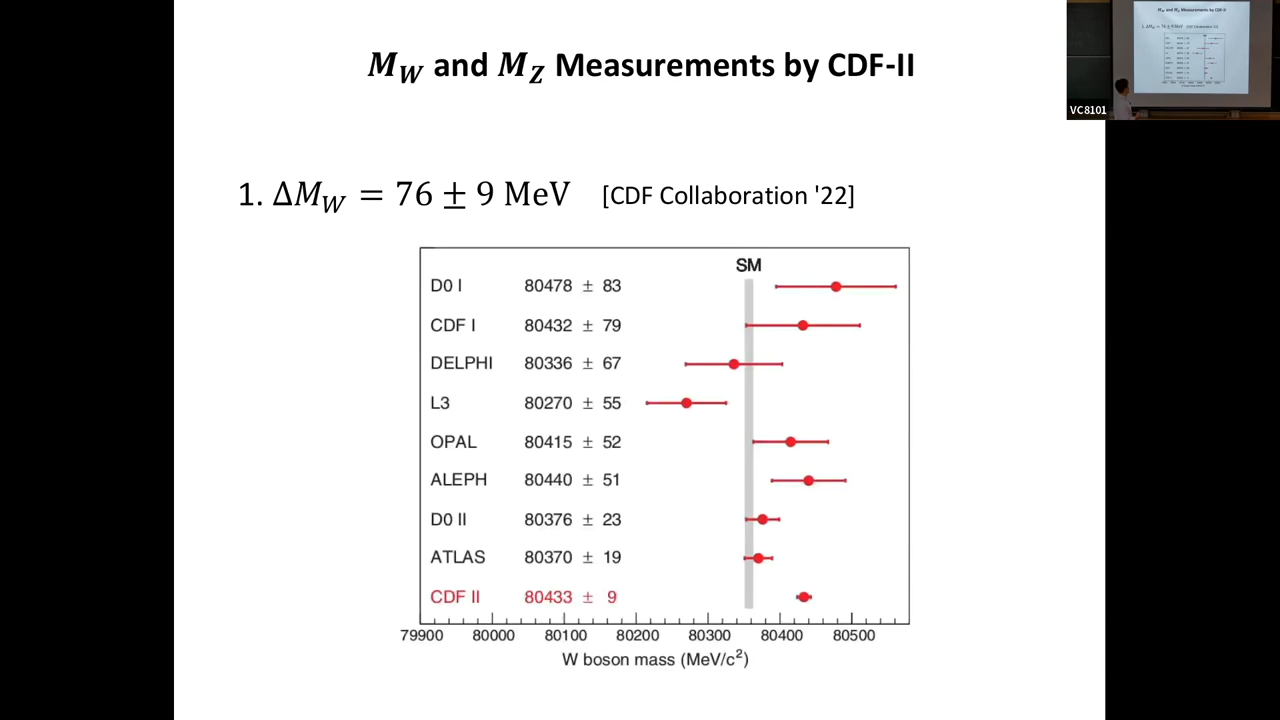 M_W and M_Z Measurements by CDF-II
VC8101
1. ΔM_W = 76 ± 9 MeV [CDF Collaboration '22]
SM
D0 I 80478 ± 83
CDF I 80432 ± 79
DELPHI 80336 ± 67
L3 80270 ± 55
OPAL 80415 ± 52
ALEPH 80440 ± 51
D0 II 80376 ± 23
ATLAS 80370 ± 19
CDF II 80433 ± 9
79900 80000 80100 80200 80300 80400 80500
W boson mass (MeV/c²)